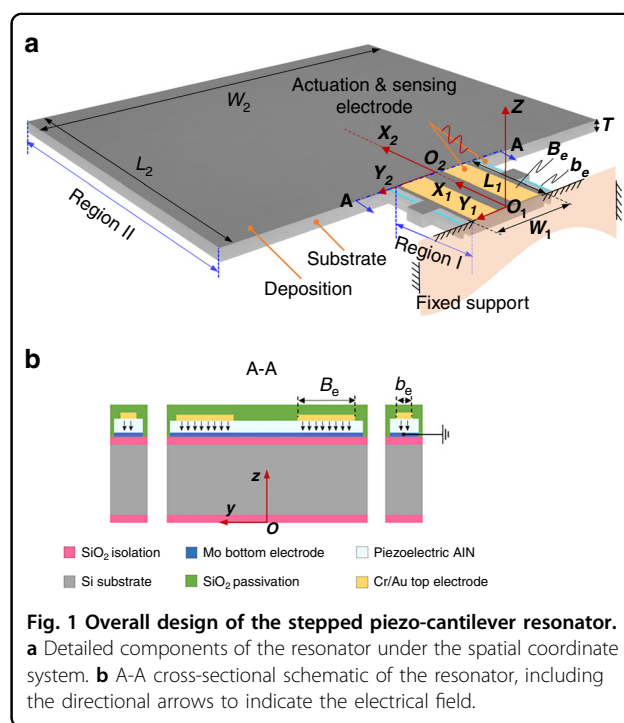 a
Actuation & sensing
electrode
Z
W₂
X₂
A
T
Bₑ
bₑ
O₂
L₁
Y₂
X₁
L₂
A
Y₁
O₁
W₁
Region II
Region I
Substrate
Deposition
Fixed support
b
A-A
Bₑ
bₑ
z
y
O
SiO₂ isolation
Mo bottom electrode
Piezoelectric AlN
Si substrate
SiO₂ passivation
Cr/Au top electrode
Fig. 1 Overall design of the stepped piezo-cantilever resonator.
a Detailed components of the resonator under the spatial coordinate
system. b A-A cross-sectional schematic of the resonator, including
the directional arrows to indicate the electrical field.